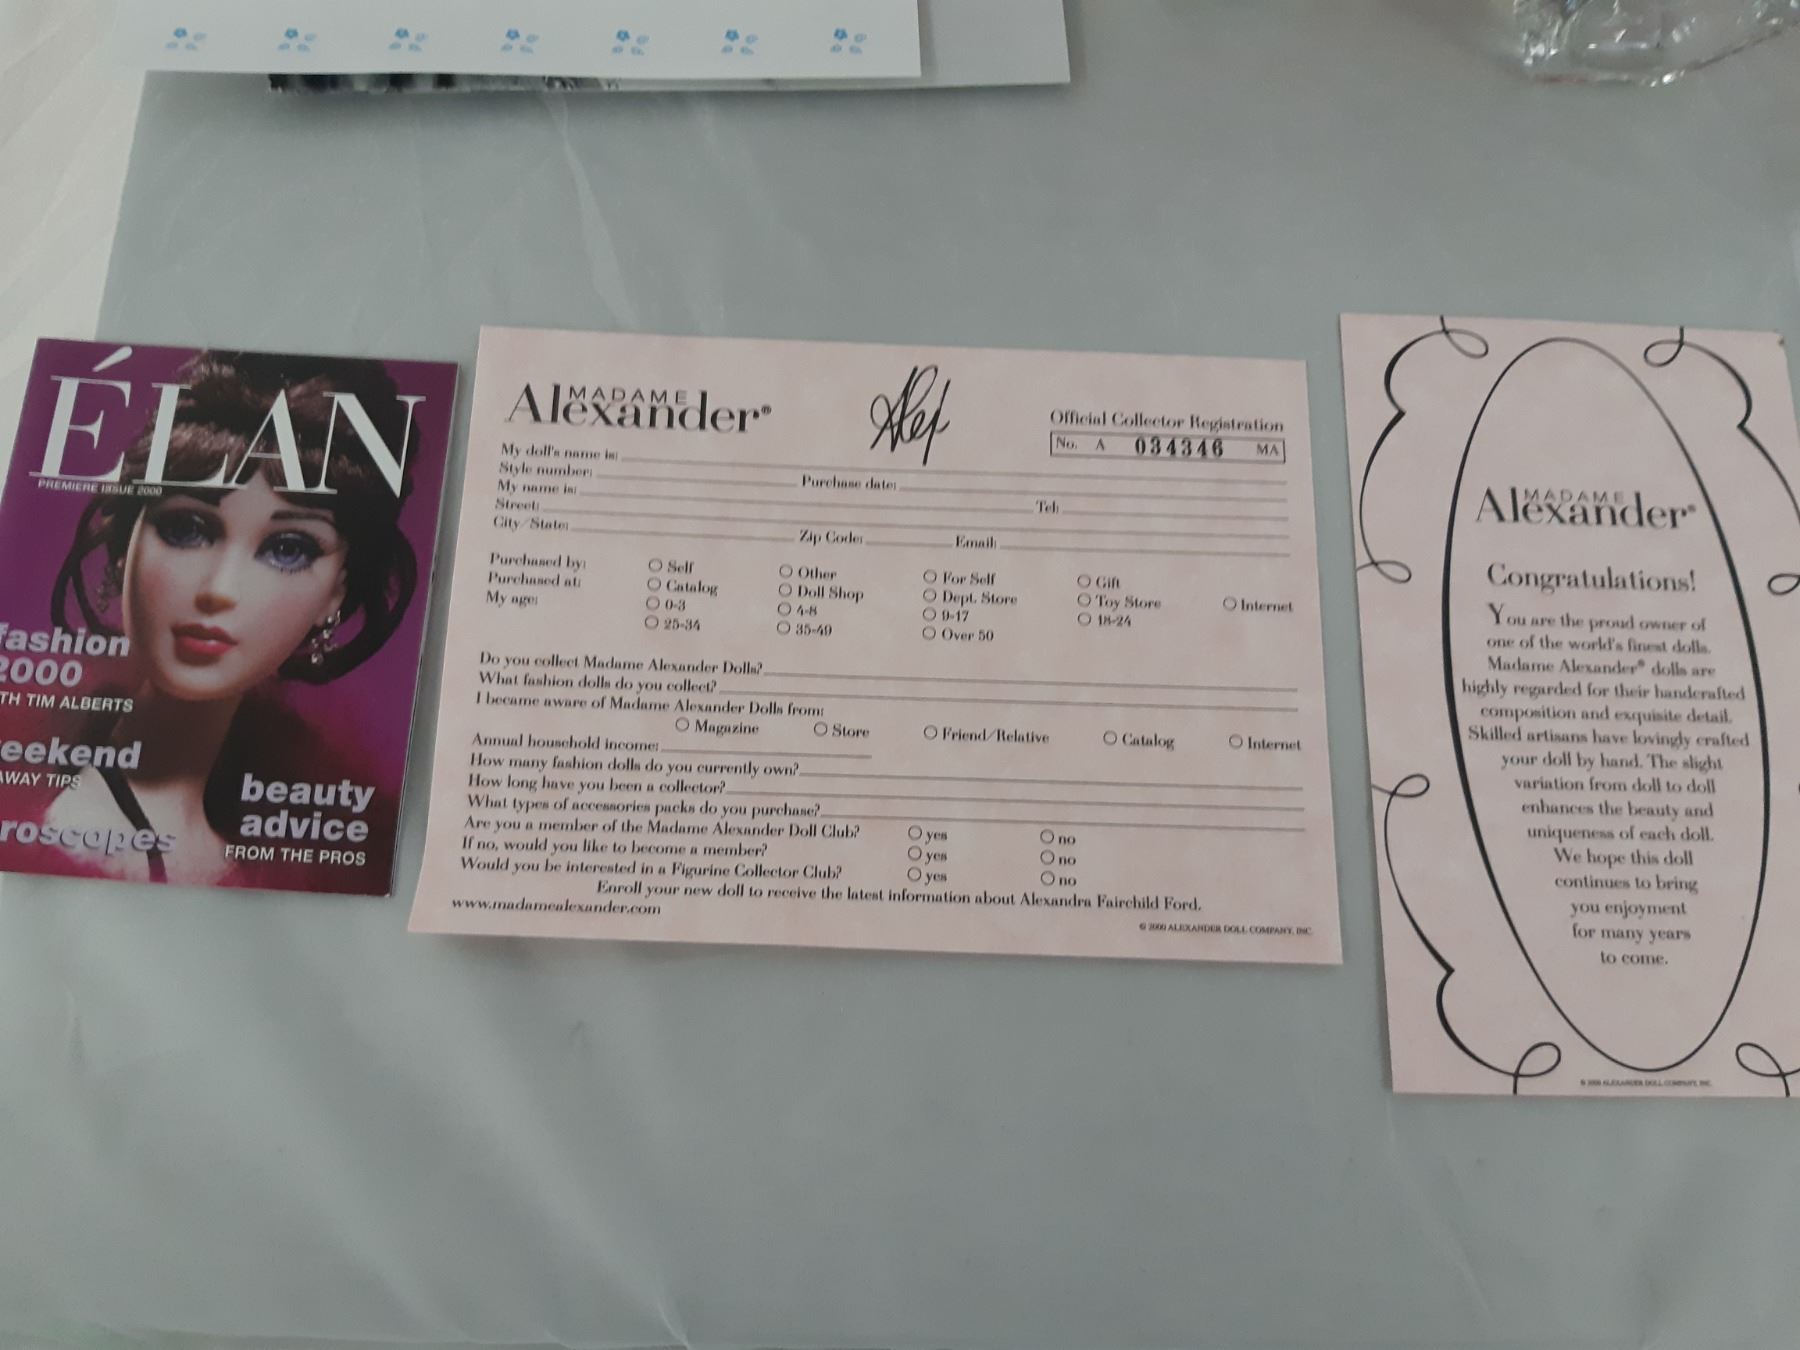 ÉLAN
PREMIERE ISSUE 2000
fashion
2000
TH TIM ALBERTS
eekend
AWAY TIPS
roscopes
beauty
advice
FROM THE PROS
MADAME
Alexander®
Alex
Official Collector Registration
No. A 034346 MA
My doll's name is:
Style number: Purchase date:
My name is:
Street: Tel:
City/State: Zip Code: Email:
Purchased by: Self Other For Self Gift
Purchased at: Catalog Doll Shop Dept. Store Toy Store Internet
My age: 0-3 4-8 9-17 18-24
25-34 35-49 Over 50
Do you collect Madame Alexander Dolls?
What fashion dolls do you collect?
I became aware of Madame Alexander Dolls from:
Magazine Store Friend/Relative Catalog Internet
Annual household income:
How many fashion dolls do you currently own?
How long have you been a collector?
What types of accessories packs do you purchase?
Are you a member of the Madame Alexander Doll Club? yes no
If no, would you like to become a member? yes no
Would you be interested in a Figurine Collector Club? yes no
Enroll your new doll to receive the latest information about Alexandra Fairchild Ford.
www.madamealexander.com
© 2000 ALEXANDER DOLL COMPANY, INC.
MADAME
Alexander®
Congratulations!
You are the proud owner of
one of the world's finest dolls.
Madame Alexander® dolls are
highly regarded for their handcrafted
composition and exquisite detail.
Skilled artisans have lovingly crafted
your doll by hand. The slight
variation from doll to doll
enhances the beauty and
uniqueness of each doll.
We hope this doll
continues to bring
you enjoyment
for many years
to come.
© 2000 ALEXANDER DOLL COMPANY, INC.